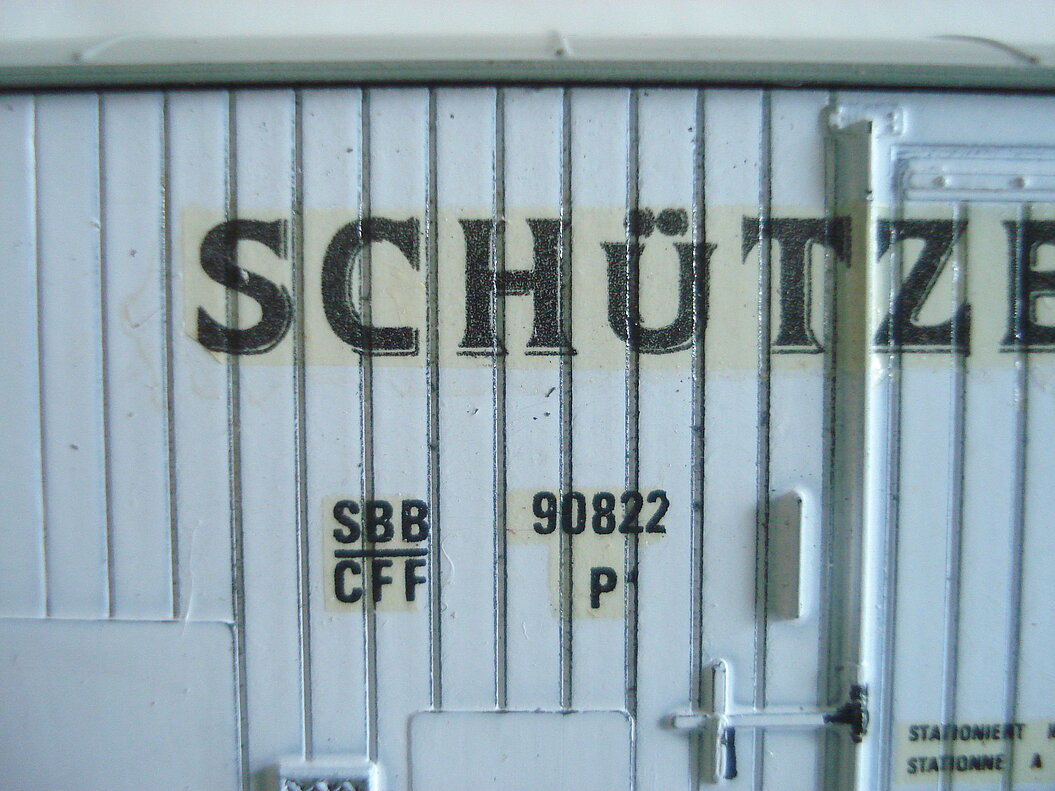 SCHÜTZE
SBB 90822
CFF P
STATIONIERT
STATIONNE A